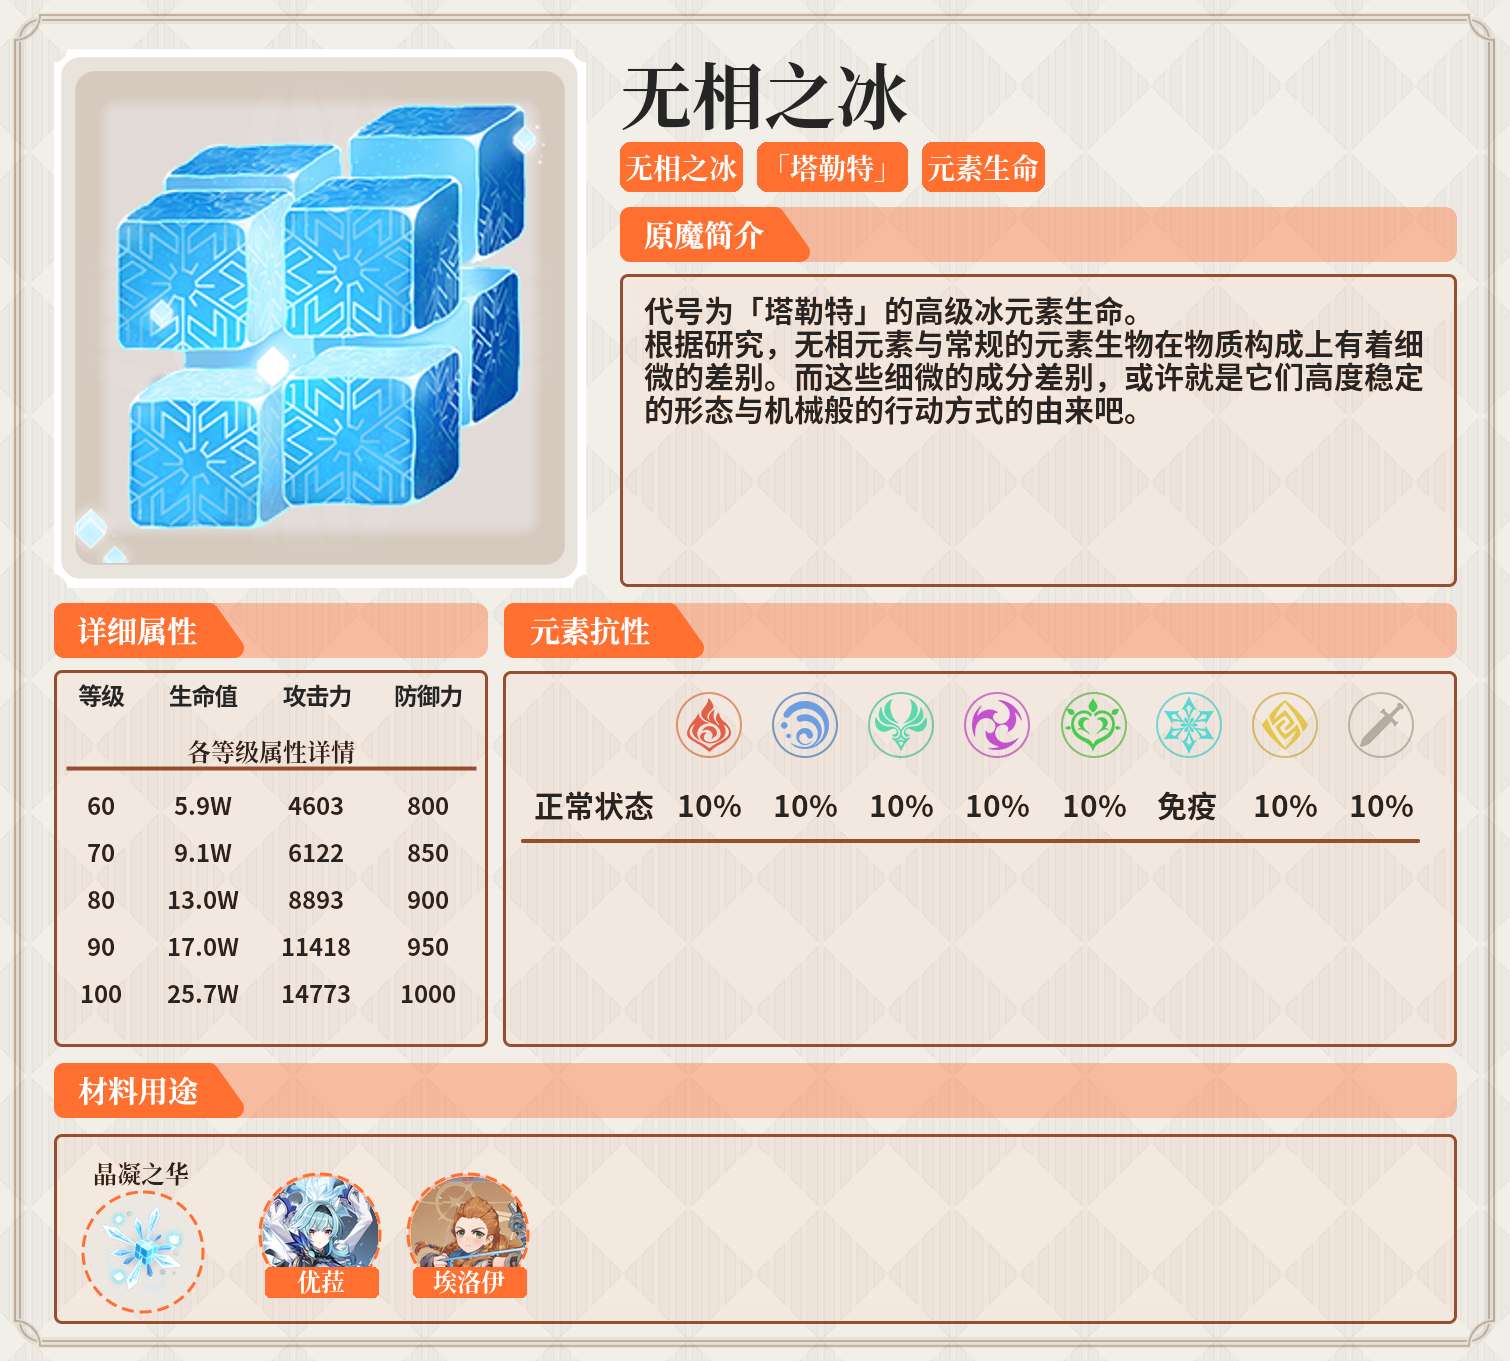 无相之冰
无相之冰 「塔勒特」 元素生命
原魔简介
代号为「塔勒特」的高级冰元素生命。
根据研究，无相元素与常规的元素生物在物质构成上有着细
微的差别。而这些细微的成分差别，或许就是它们高度稳定
的形态与机械般的行动方式的由来吧。
详细属性
等级 生命值 攻击力 防御力
各等级属性详情
60 5.9W 4603 800
70 9.1W 6122 850
80 13.0W 8893 900
90 17.0W 11418 950
100 25.7W 14773 1000
元素抗性
正常状态 10% 10% 10% 10% 10% 免疫 10% 10%
材料用途
晶凝之华
优菈 埃洛伊